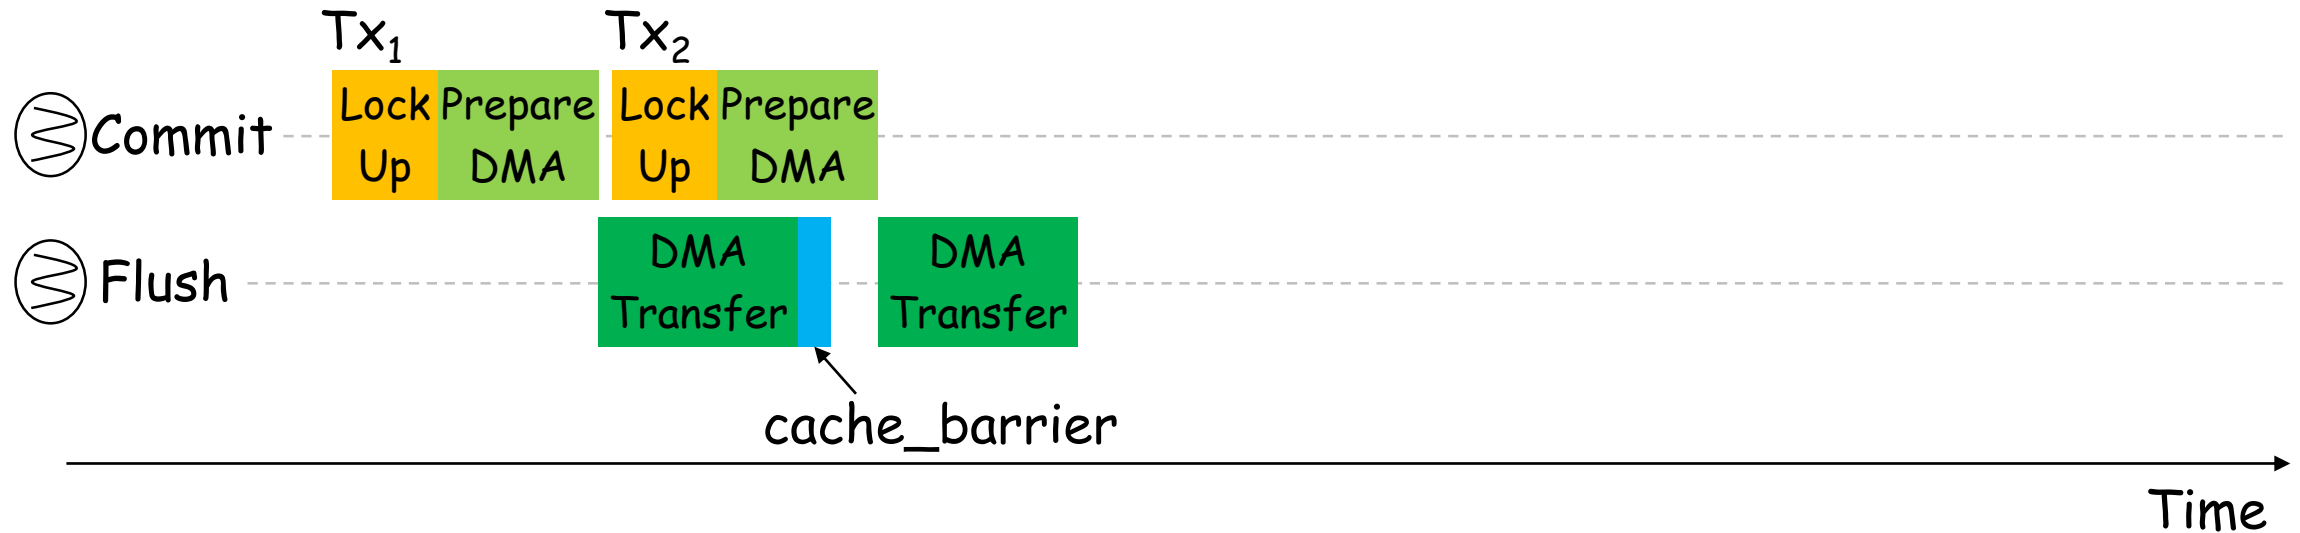 Tx1 Tx2
Commit
Lock Up
Prepare DMA
Lock Up
Prepare DMA
Flush
DMA Transfer
DMA Transfer
cache_barrier
Time